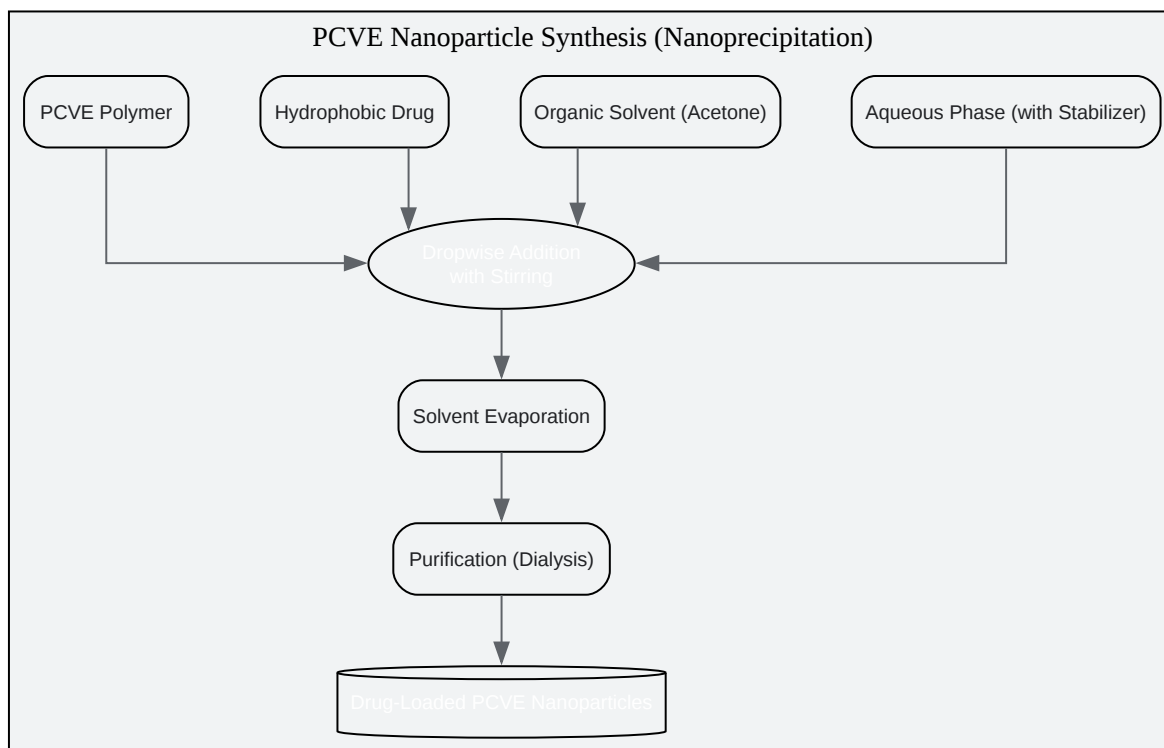 PCVE Nanoparticle Synthesis (Nanoprecipitation)
PCVE Polymer
Hydrophobic Drug
Organic Solvent (Acetone)
Aqueous Phase (with Stabilizer)
Dropwise Addition
with Stirring
Solvent Evaporation
Purification (Dialysis)
Drug-Loaded PCVE Nanoparticles